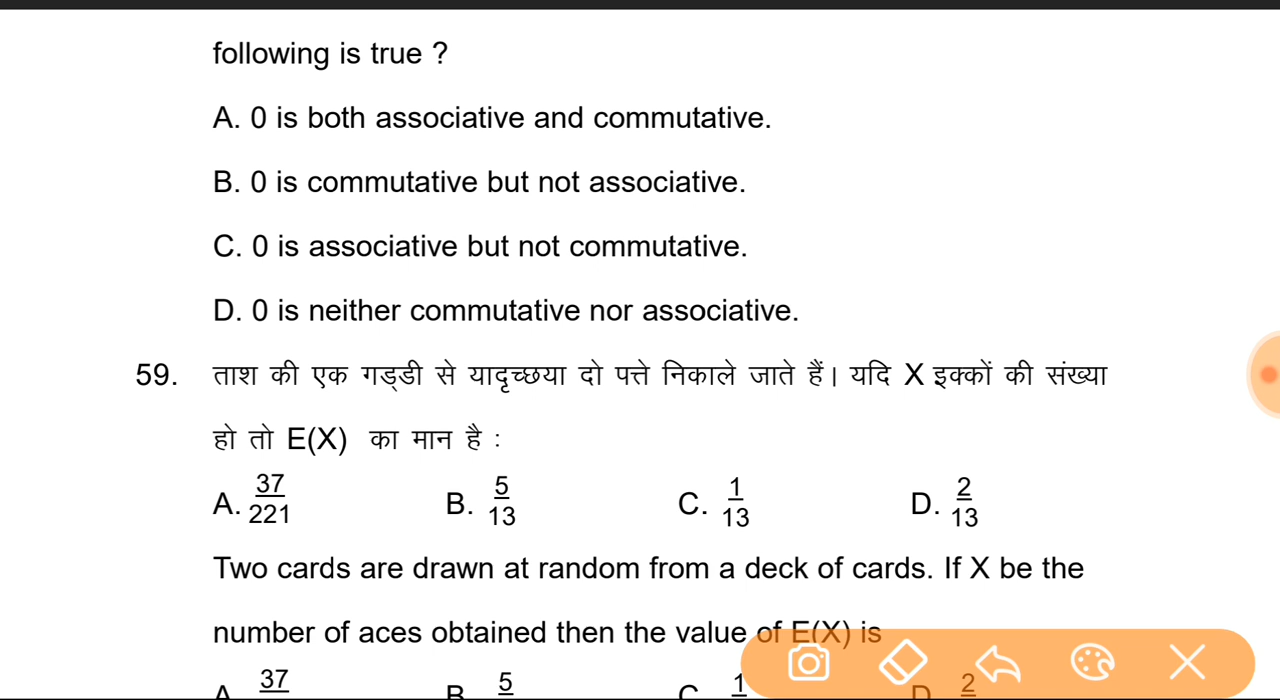 following is true ?
A. 0 is both associative and commutative.
B. 0 is commutative but not associative.
C. 0 is associative but not commutative.
D. 0 is neither commutative nor associative.
59. ताश की एक गड्डी से यादृच्छया दो पत्ते निकाले जाते हैं। यदि X इक्कों की संख्या
हो तो E(X) का मान है :
A. 37/221 B. 5/13 C. 1/13 D. 2/13
Two cards are drawn at random from a deck of cards. If X be the
number of aces obtained then the value of E(X) is
A 37 B 5 C 1 D 2